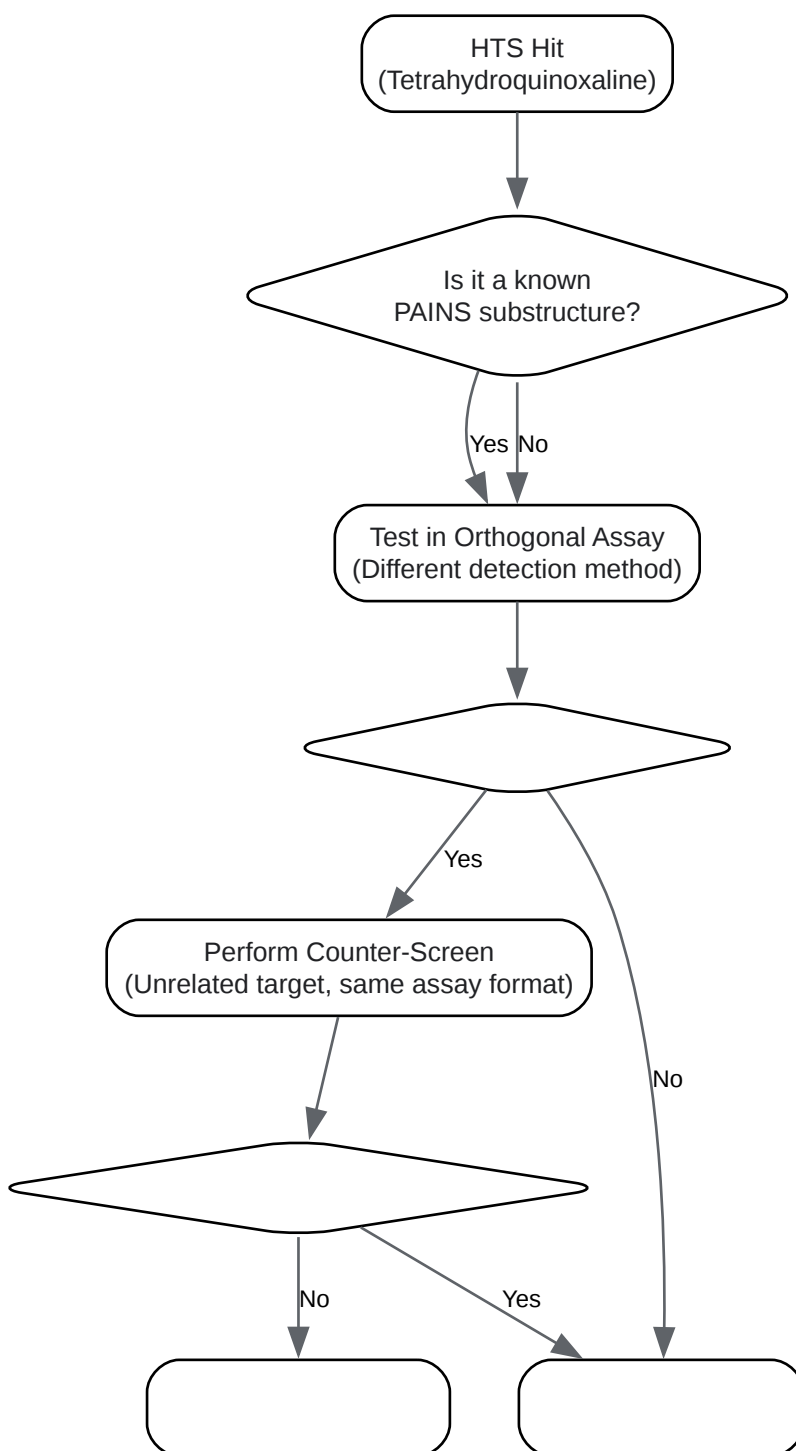 HTS Hit
(Tetrahydroquinoxaline)
Is it a known
PAINS substructure?
Yes
No
Test in Orthogonal Assay
(Different detection method)
Yes
Perform Counter-Screen
(Unrelated target, same assay format)
No
No
Yes